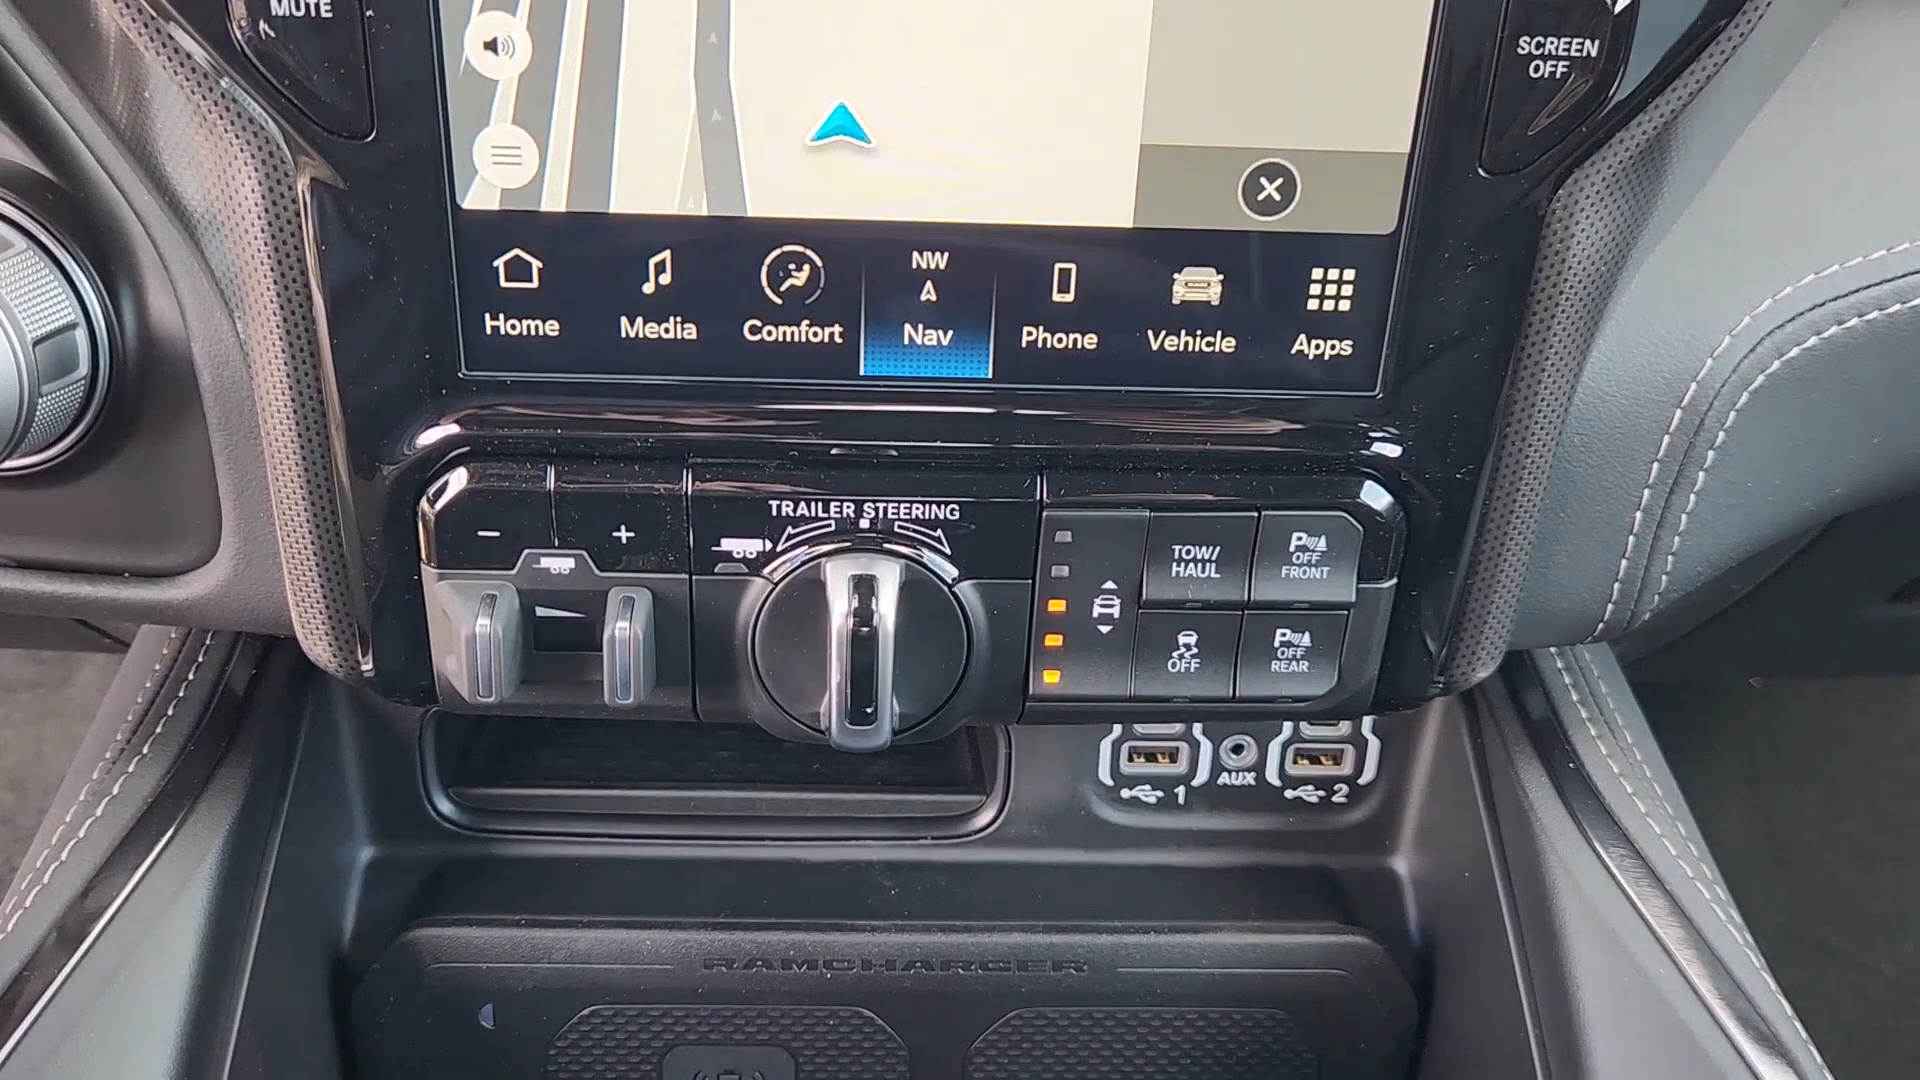 MUTE
SCREEN
OFF
NW
Home
Media
Comfort
Nav
Phone
Vehicle
Apps
TRAILER STEERING
- +
TOW/
HAUL
P
OFF
FRONT
OFF
P
OFF
REAR
1
AUX
2
RAMCHARGER